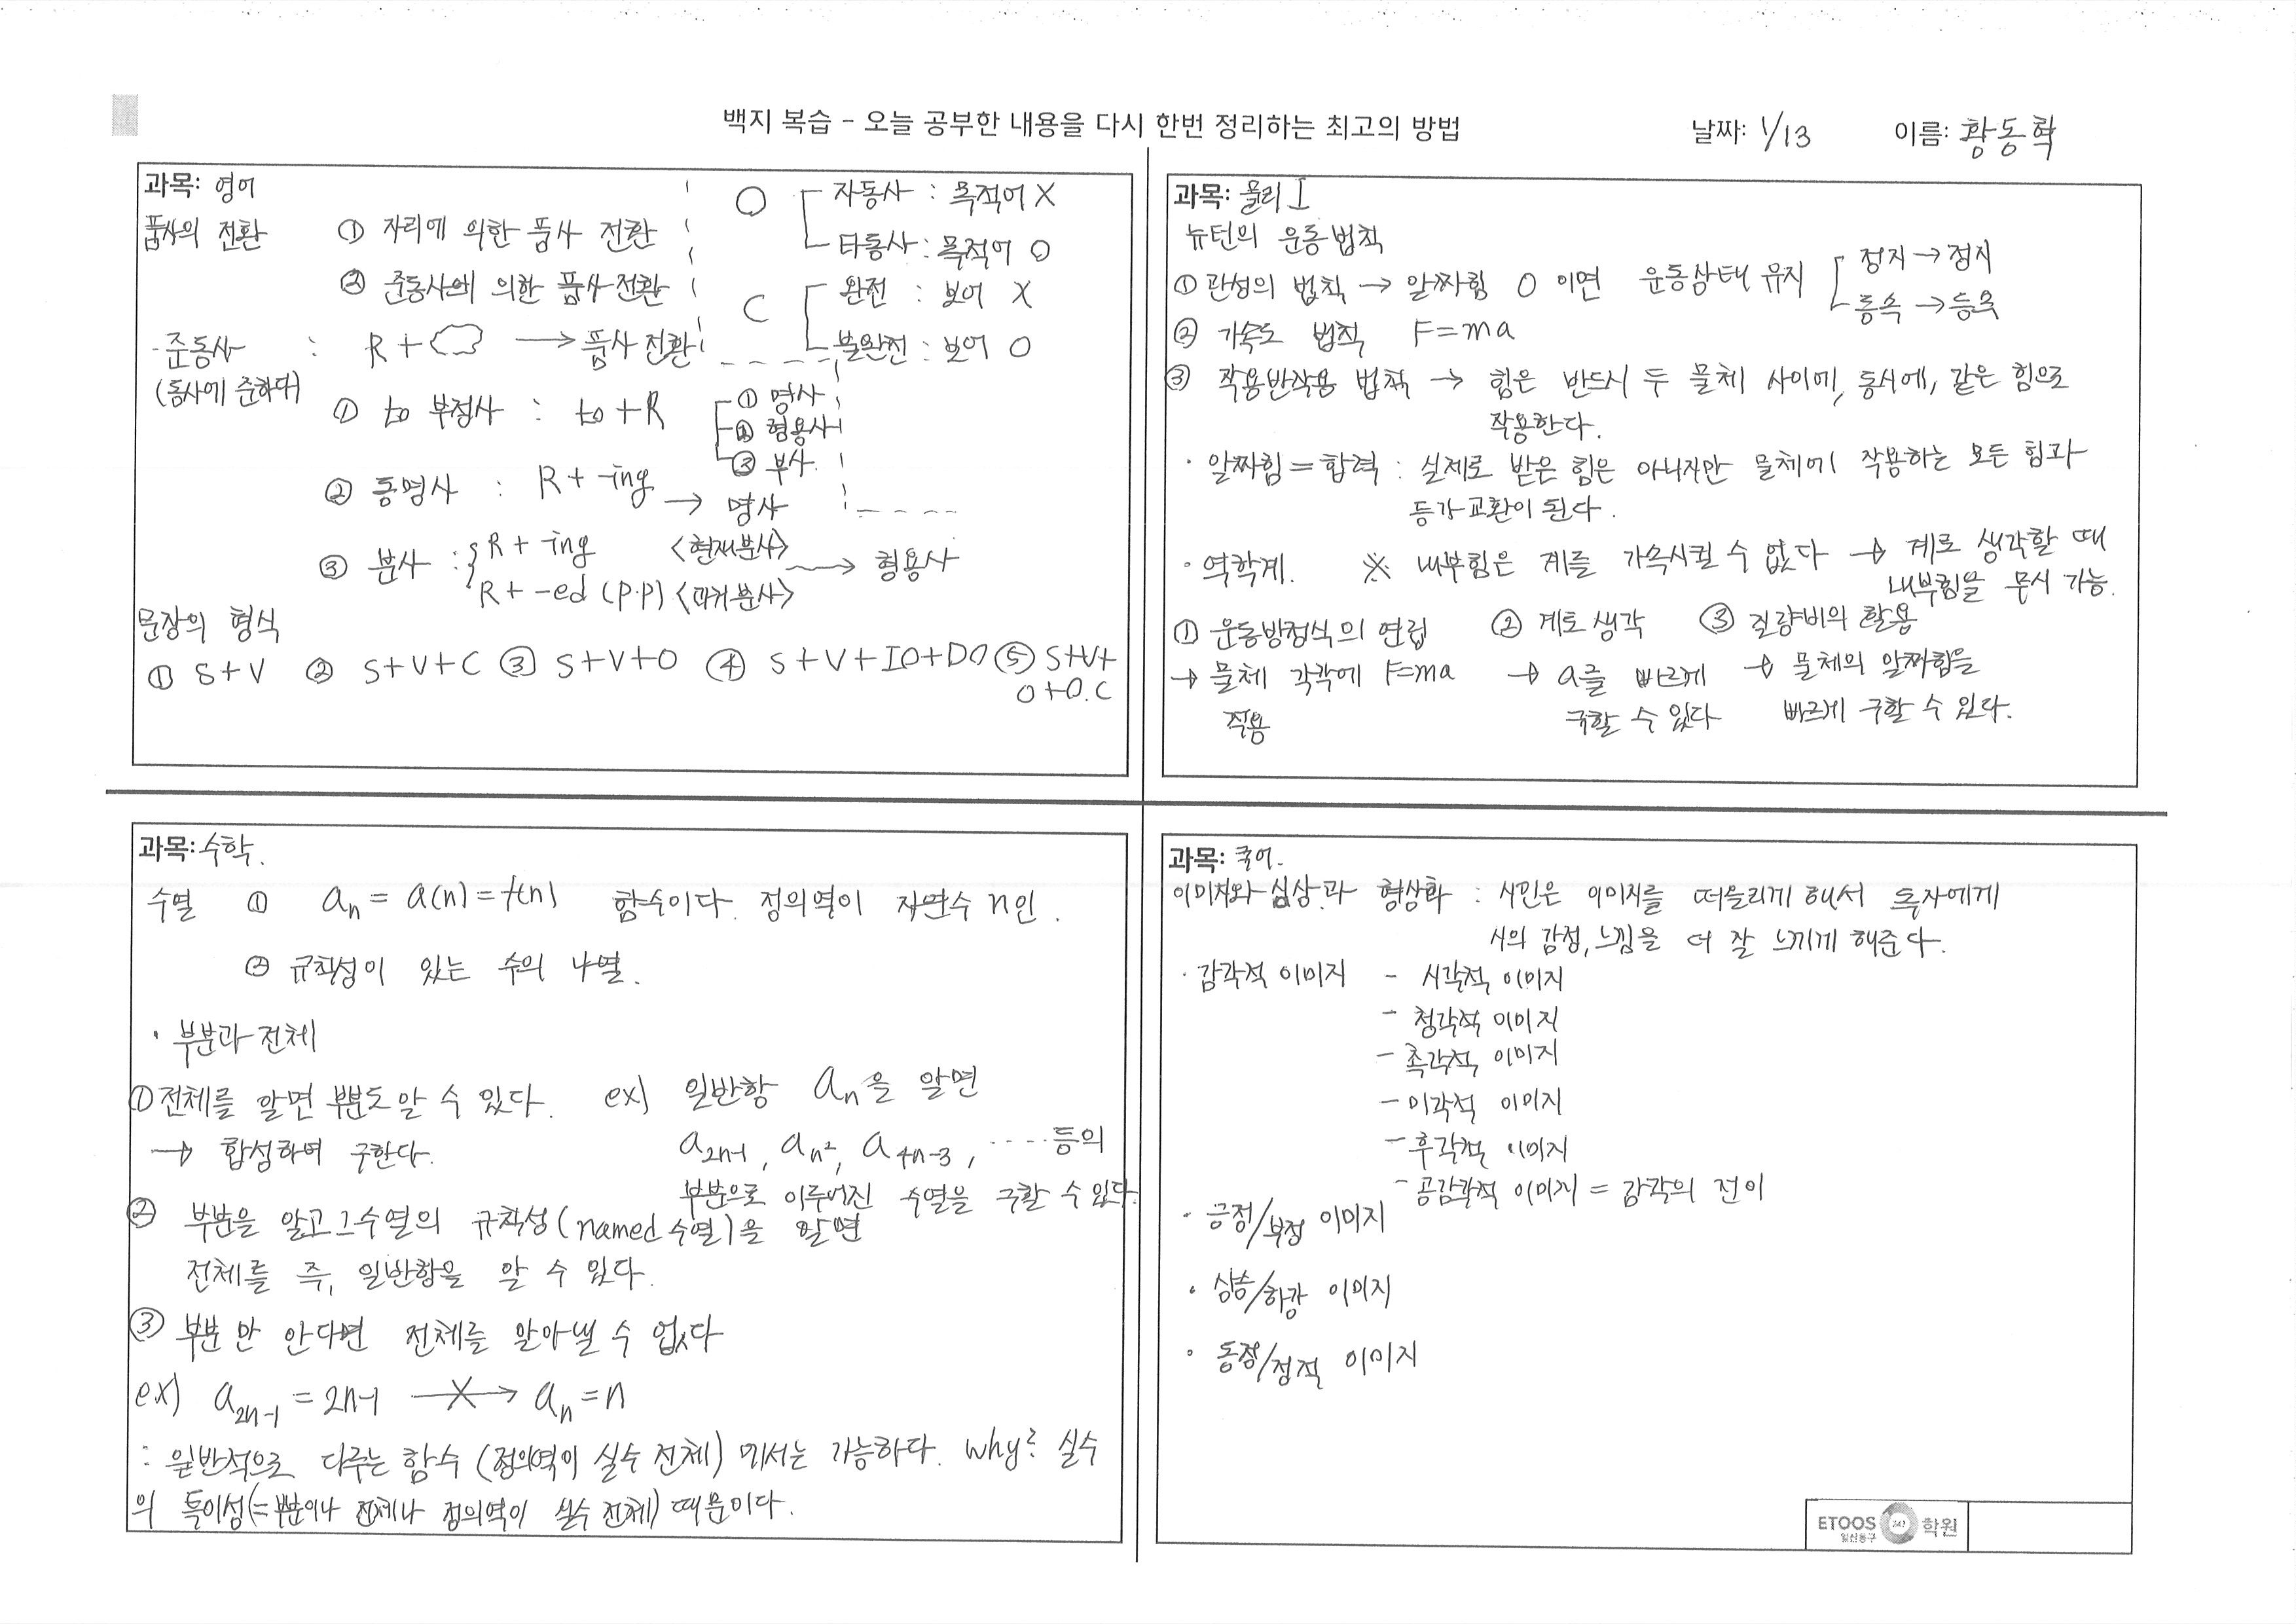 백지 복습 - 오늘 공부한 내용을 다시 한번 정리하는 최고의 방법
날짜: 1/13
이름: 황동학
과목: 영어
품사의 전환 ① 자리에 의한 품사 전환
② 준동사에 의한 품사 전환
O 자동사 : 목적어 X
타동사 : 목적어 O
C 완전 : 보어 X
불완전 : 보어 O
· 준동사 : R + → 품사 전환
(동사에 준하다)
① to 부정사 : to + R
① 명사
② 형용사
③ 부사.
② 동명사 : R + -ing → 명사
③ 분사 : R + -ing <현재분사>
R + -ed (P.P) <과거분사> → 형용사
문장의 형식
① S+V ② S+V+C ③ S+V+O ④ S+V+IO+DO ⑤ S+V+
O+O.C
과목: 물리 I
뉴턴의 운동법칙
① 관성의 법칙 → 알짜힘 0 이면 운동상태 유지
정지 → 정지
등속 → 등속
② 가속도 법칙 F=ma
③ 작용반작용 법칙 → 힘은 반드시 두 물체 사이에, 동시에, 같은 힘으로
작용한다.
· 알짜힘 = 합력 : 실제로 받은 힘은 아니지만 물체에 작용하는 모든 힘과
등가교환이 된다.
· 역학계. ※ 내부힘은 계를 가속시킬 수 없다 → 계로 생각할 때
내부힘을 무시 가능.
① 운동방정식의 연립 ② 계로 생각 ③ 질량비의 활용
→ 물체 각각에 F=ma → a를 빠르게 → 물체의 알짜힘을
적용 구할 수 있다 빠르게 구할 수 있다.
과목: 수학.
수열 ① aₙ = a(n) = f(n) 함수이다. 정의역이 자연수 n인.
② 규칙성이 있는 수의 나열.
· 부분과 전체
① 전체를 알면 부분도 알 수 있다. ex) 일반항 aₙ을 알면
→ 합성하여 구한다. a₂ₙ₋₁, aₙ², a₄ₙ₋₃, ····등의
부분으로 이루어진 수열을 구할 수 있다.
② 부분을 알고 그 수열의 규칙성(named 수열)을 알면
전체를 즉, 일반항을 알 수 있다.
③ 부분만 안다면 전체를 알아낼 수 없다
ex) a₂ₙ₋₁ = 2n-1 —X→ aₙ = n
: 일반적으로 다루는 함수 (정의역이 실수 전체) 에서는 가능하다. why? 실수
의 특이성(=부분이나 전체나 정의역이 실수 전체) 때문이다.
과목: 국어.
이미지와 심상과 형상화 : 시인은 이미지를 떠올리게 해서 독자에게
시의 감정, 느낌을 더 잘 느끼게 해준다.
· 감각적 이미지 - 시각적 이미지
- 청각적 이미지
- 촉각적 이미지
- 미각적 이미지
- 후각적 이미지
- 공감각적 이미지 = 감각의 전이
· 긍정/부정 이미지
· 상승/하강 이미지
· 동적/정적 이미지
ETOOS 247 학원
일산동구